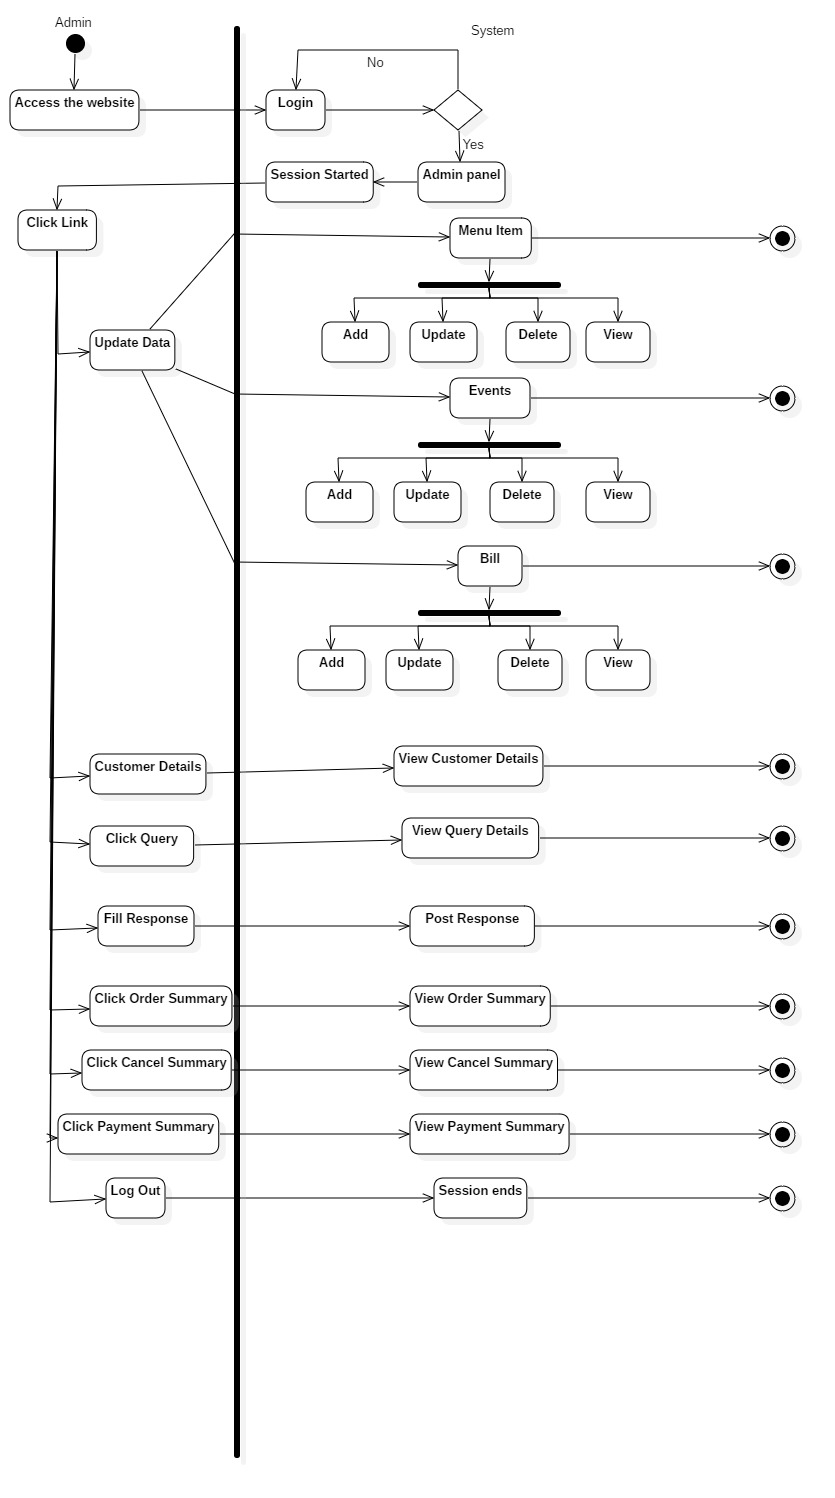 Admin
System
No
Access the website
Login
Yes
Session Started
Admin panel
Click Link
Menu Item
Add
Update
Delete
View
Update Data
Events
Add
Update
Delete
View
Bill
Add
Update
Delete
View
Customer Details
View Customer Details
Click Query
View Query Details
Fill Response
Post Response
Click Order Summary
View Order Summary
Click Cancel Summary
View Cancel Summary
Click Payment Summary
View Payment Summary
Log Out
Session ends